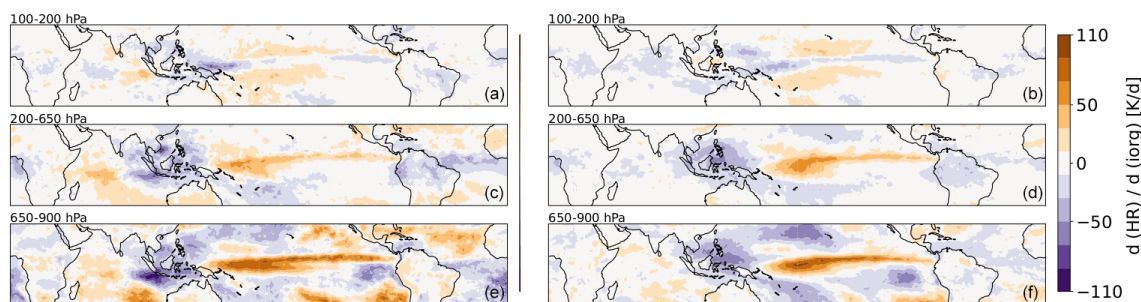 100-200 hPa
(a)
100-200 hPa
(b)
200-650 hPa
(c)
200-650 hPa
(d)
650-900 hPa
(e)
650-900 hPa
(f)
110
50
0
−50
−110
d (HR) / d (iorg) [K/d]